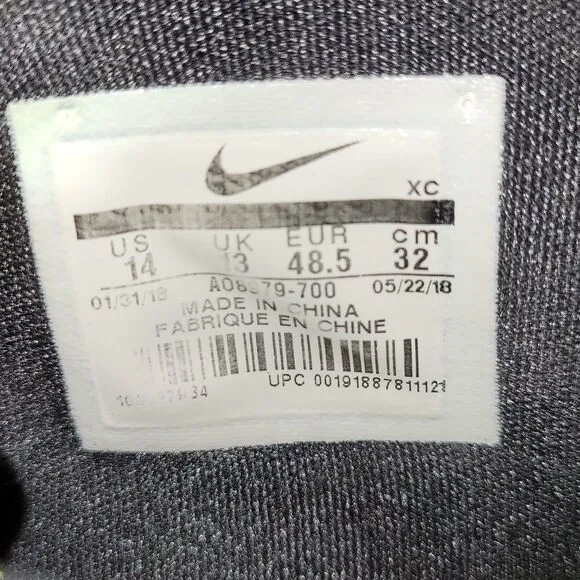 XC
US UK EUR cm
14 13 48.5 32
01/31/18 05/22/18
MADE IN CHINA
FABRIQUE EN CHINE
UPC